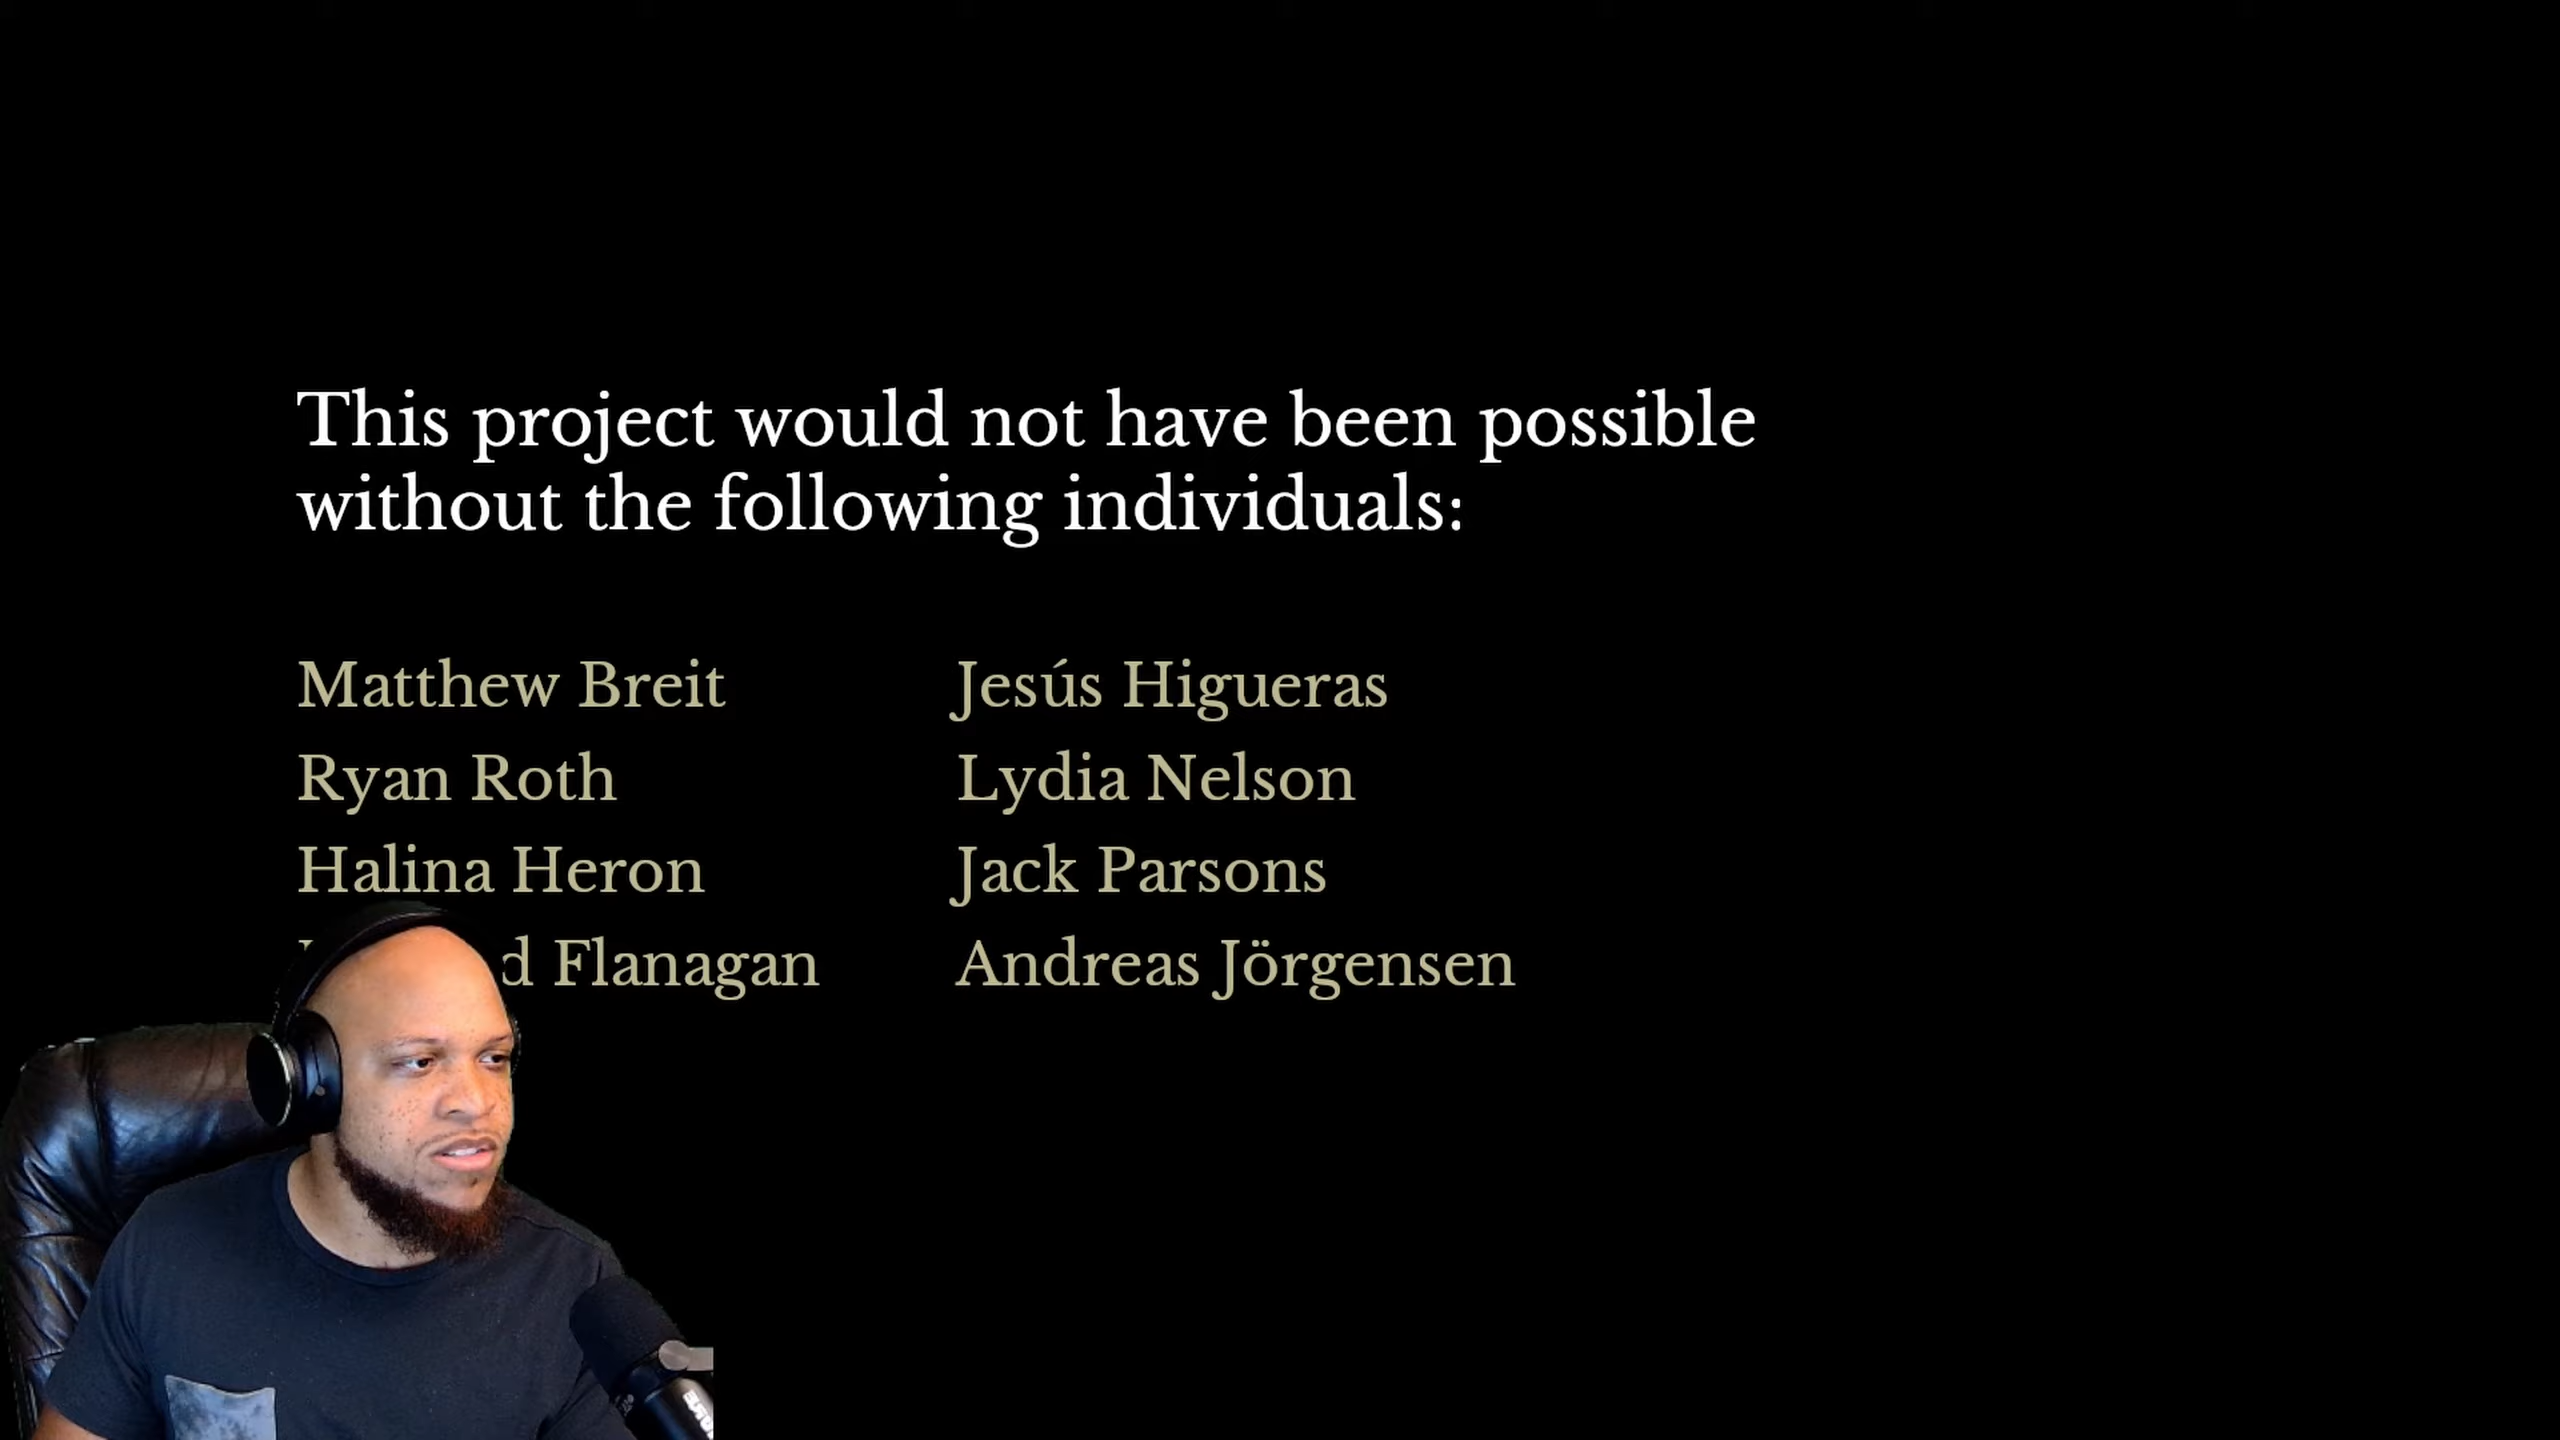 This project would not have been possible
without the following individuals:
Matthew Breit
Jesús Higueras
Ryan Roth
Lydia Nelson
Halina Heron
Jack Parsons
Flanagan
Andreas Jörgensen